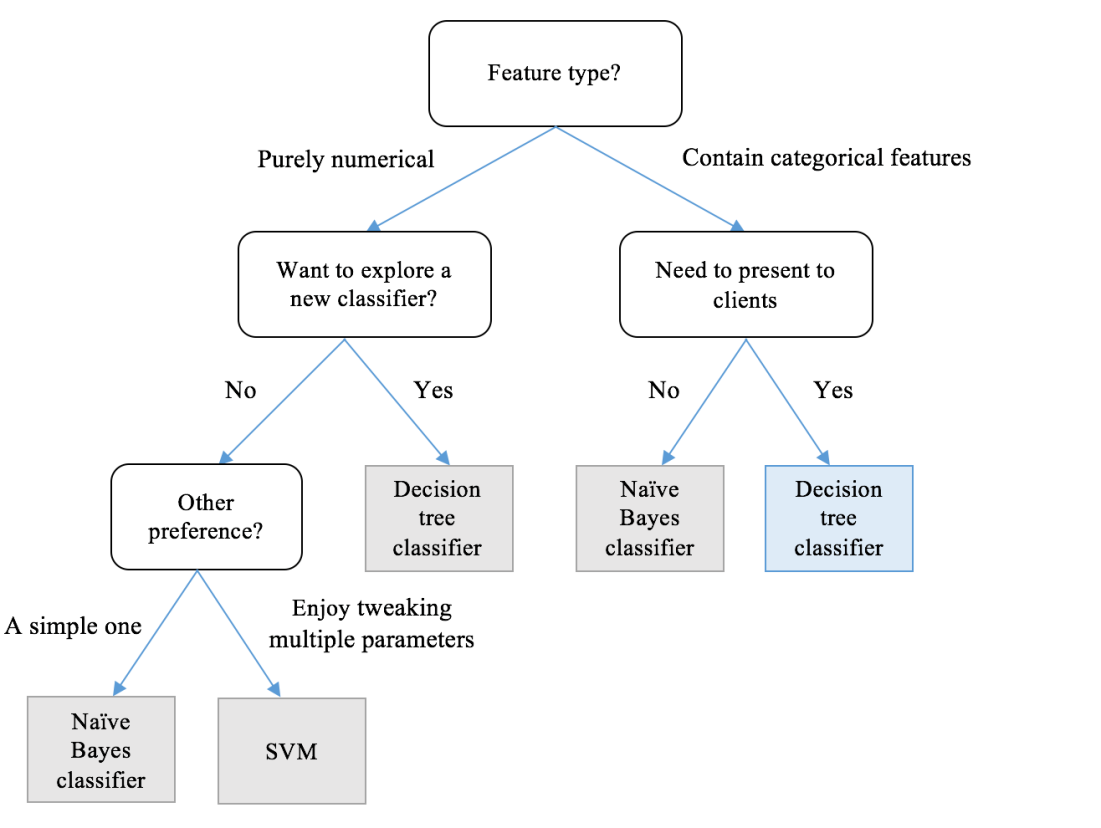 Feature type?
Purely numerical
Contain categorical features
Want to explore a
new classifier?
Need to present to
clients
No
Yes
No
Yes
Other
preference?
Decision
tree
classifier
Naïve
Bayes
classifier
Decision
tree
classifier
A simple one
Enjoy tweaking
multiple parameters
Naïve
Bayes
classifier
SVM